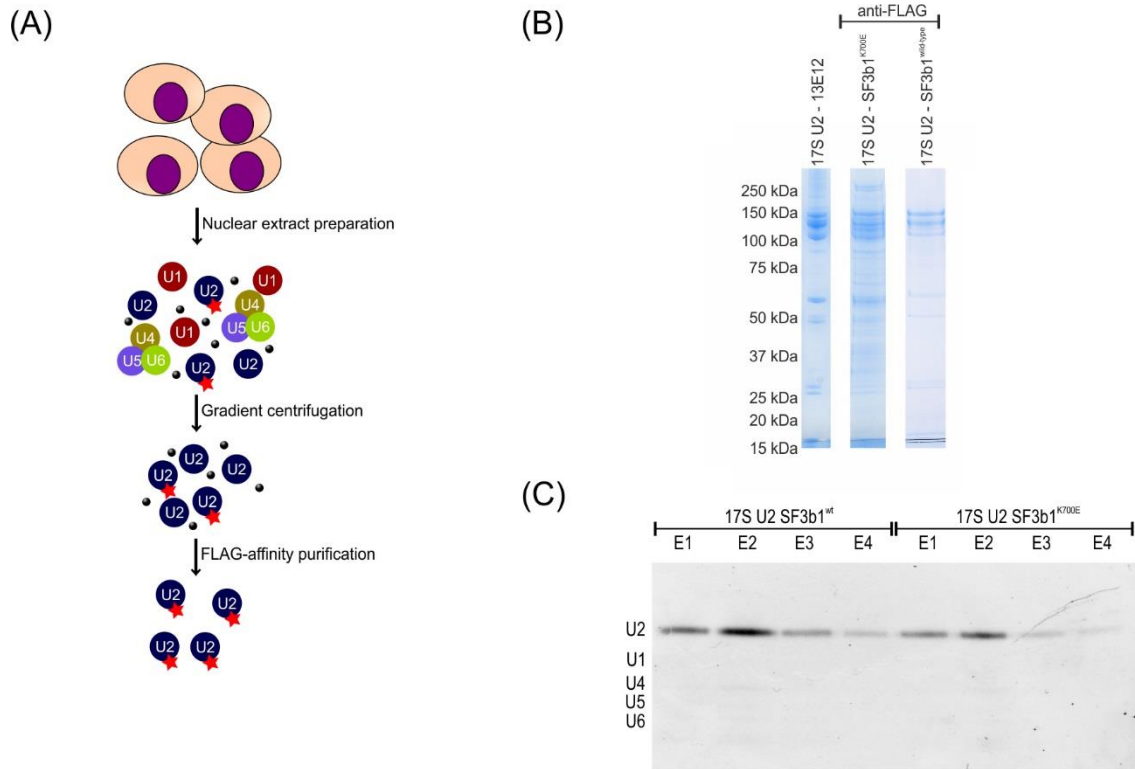 (A)
Nuclear extract preparation
U1 U1
U2 U2
U4 U4
U2 U1 U5 U6
U5 U6 U2 U2
Gradient centrifugation
U2
U2 U2
U2 U2
FLAG-affinity purification
U2 U2
U2 U2
(B)
anti-FLAG
17S U2 - 13E12
17S U2 - SF3b1K700E
17S U2 - SF3b1wild-type
250 kDa
150 kDa
100 kDa
75 kDa
50 kDa
37 kDa
25 kDa
20 kDa
15 kDa
(C)
17S U2 SF3b1wt 17S U2 SF3b1K700E
E1 E2 E3 E4 E1 E2 E3 E4
U2
U1
U4
U5
U6